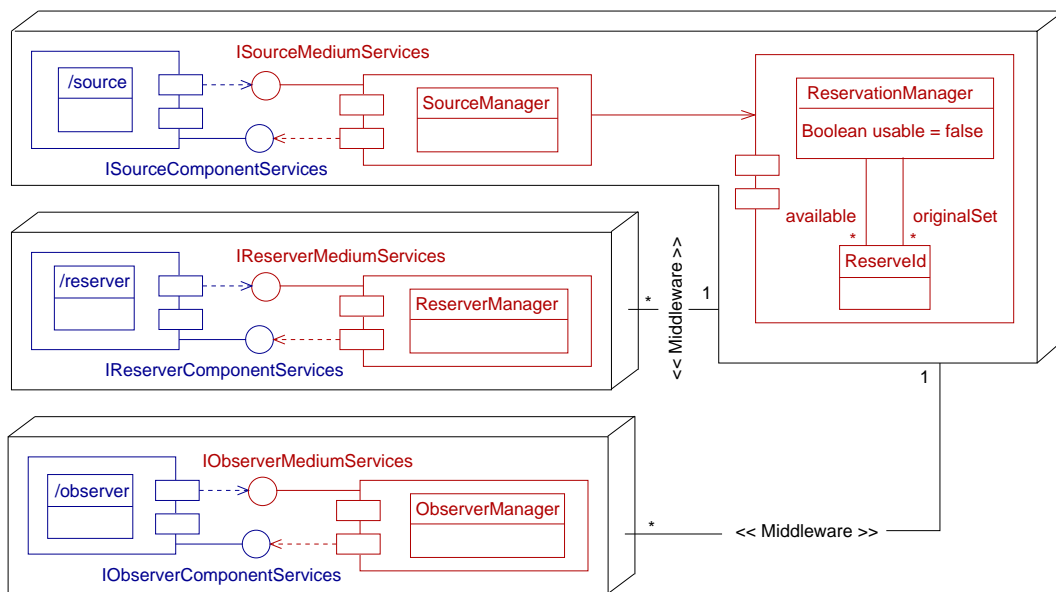 ISourceMediumServices
/source
SourceManager
ISourceComponentServices
ReservationManager
Boolean usable = false
available
originalSet
*
*
ReserveId
IReserverMediumServices
/reserver
ReserverManager
IReserverComponentServices
*
<< Middleware >>
1
1
IObserverMediumServices
/observer
ObserverManager
IObserverComponentServices
*
<< Middleware >>